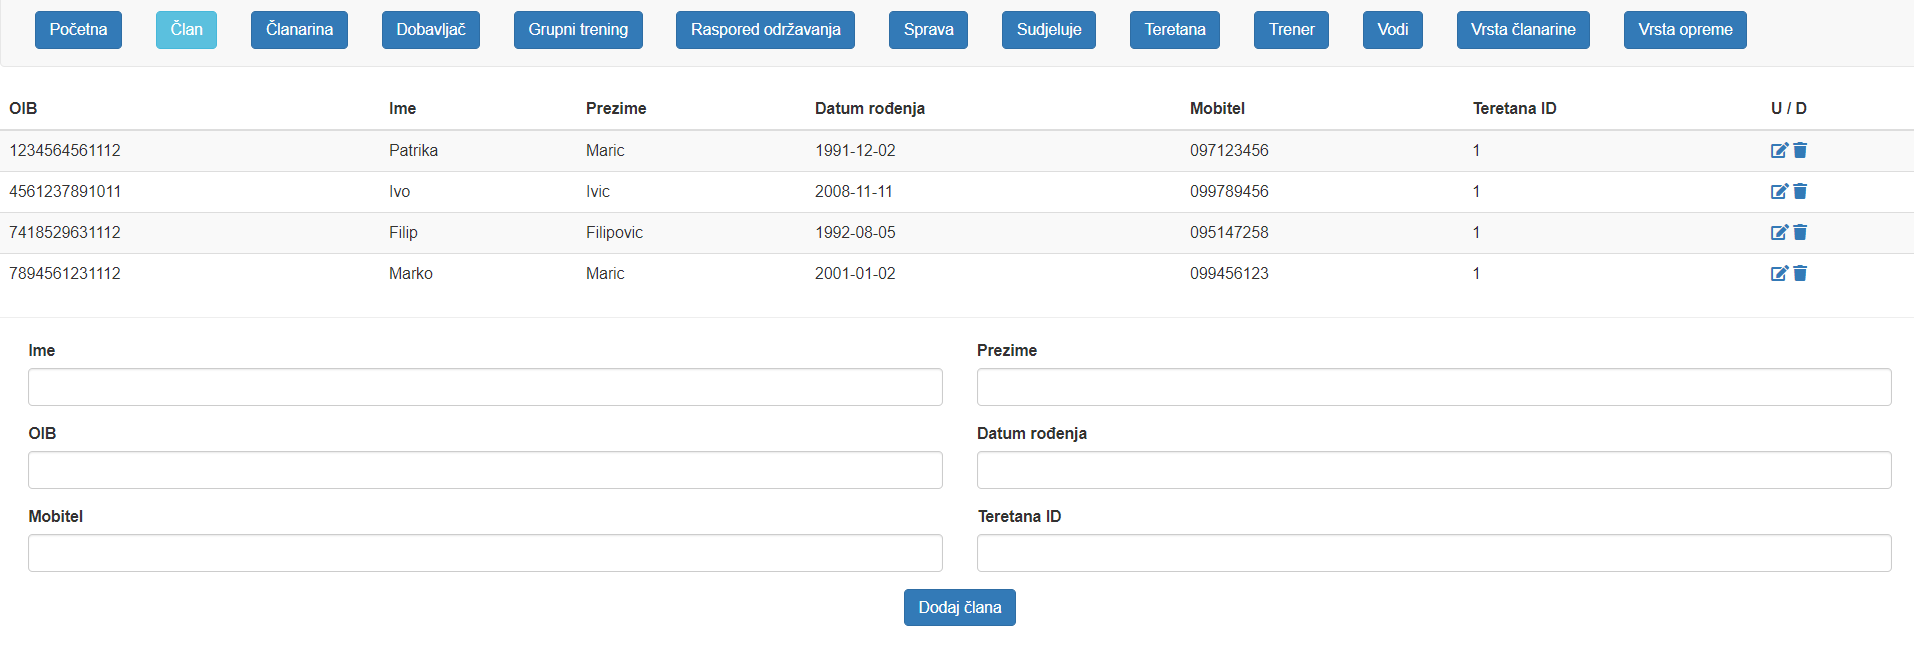 Početna Član Članarina Dobavljač Grupni trening Raspored održavanja Sprava Sudjeluje Teretana Trener Vodi Vrsta članarine Vrsta opreme
OIB Ime Prezime Datum rođenja Mobitel Teretana ID U / D
1234564561112 Patrika Maric 1991-12-02 097123456 1
4561237891011 Ivo Ivic 2008-11-11 099789456 1
7418529631112 Filip Filipovic 1992-08-05 095147258 1
7894561231112 Marko Maric 2001-01-02 099456123 1
Ime Prezime
OIB Datum rođenja
Mobitel Teretana ID
Dodaj člana